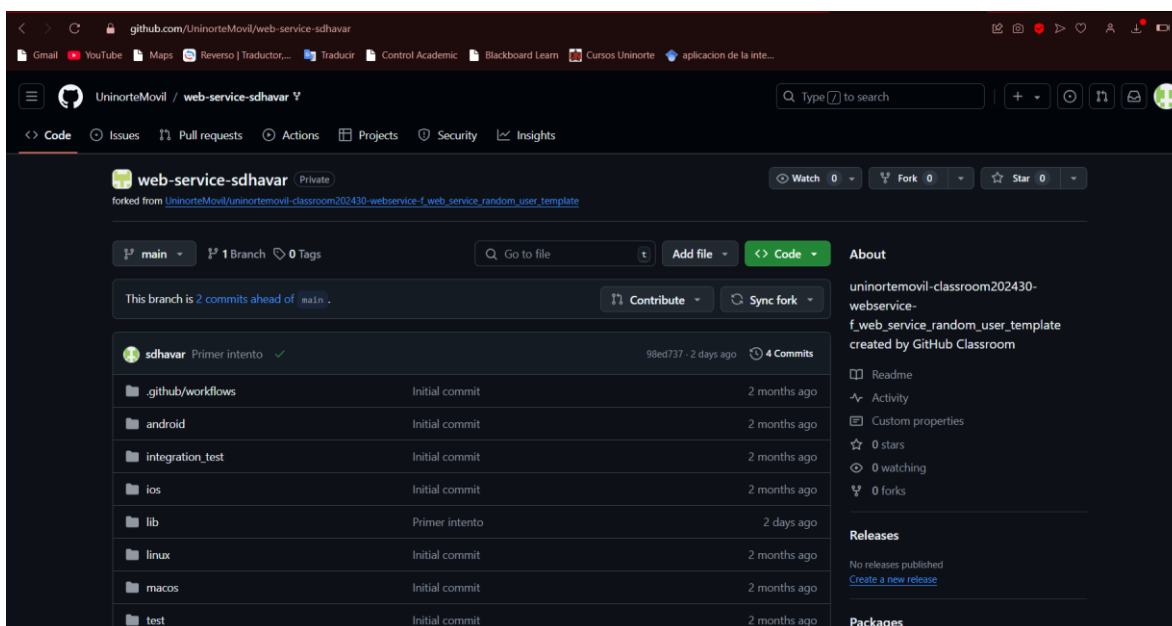 github.com/UninorteMovil/web-service-sdhavar
Gmail YouTube Maps Reverso | Traductor,... Traducir Control Academic Blackboard Learn Cursos Uninorte aplicacion de la inte...
UninorteMovil / web-service-sdhavar Type / to search
Code Issues Pull requests Actions Projects Security Insights
web-service-sdhavar Private Watch 0 Fork 0 Star 0
forked from UninorteMovil/uninortemovil-classroom202430-webservice-f_web_service_random_user_template
main 1 Branch 0 Tags Go to file t Add file Code
This branch is 2 commits ahead of main . Contribute Sync fork
sdhavar Primer intento 98ed737 · 2 days ago 4 Commits
.github/workflows Initial commit 2 months ago
android Initial commit 2 months ago
integration_test Initial commit 2 months ago
ios Initial commit 2 months ago
lib Primer intento 2 days ago
linux Initial commit 2 months ago
macos Initial commit 2 months ago
test Initial commit 2 months ago
About
uninortemovil-classroom202430-
webservice-
f_web_service_random_user_template
created by GitHub Classroom
Readme
Activity
Custom properties
0 stars
0 watching
0 forks
Releases
No releases published
Create a new release
Packages